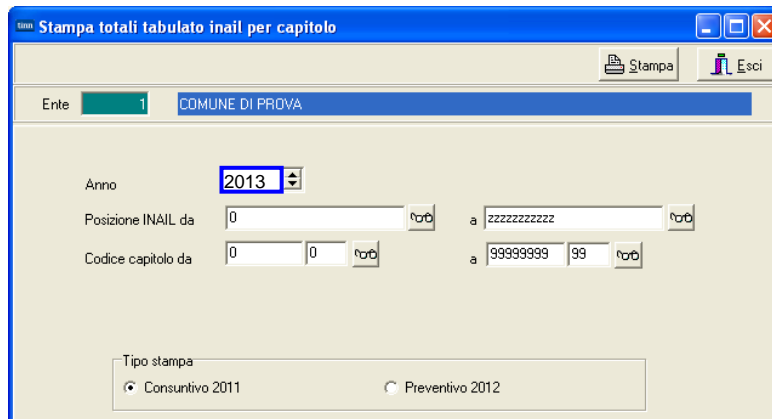 tinn Stampa totali tabulato inail per capitolo
Stampa Esci
Ente 1 COMUNE DI PROVA
Anno 2013
Posizione INAIL da 0 a zzzzzzzzzzz
Codice capitolo da 0 0 a 99999999 99
Tipo stampa
Consuntivo 2011 Preventivo 2012